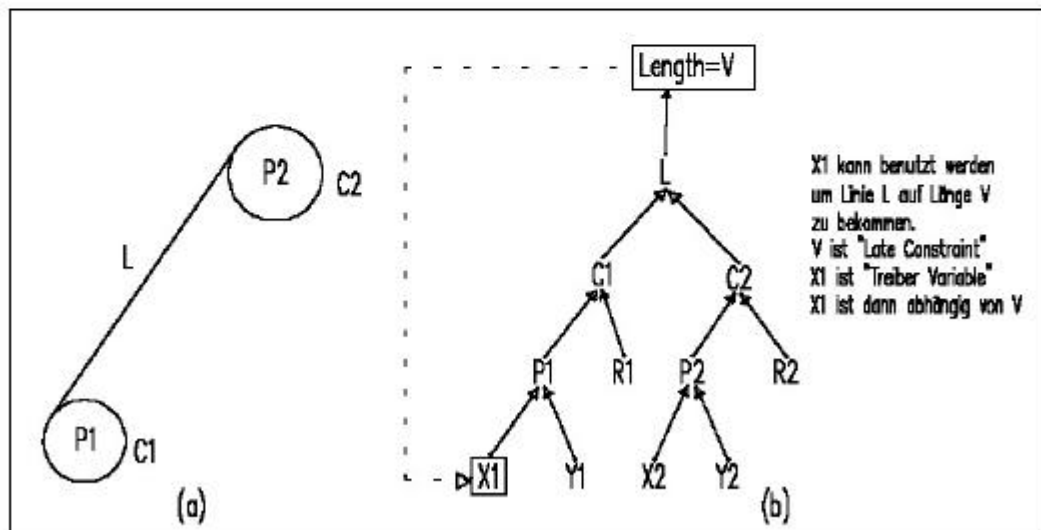 P2
C2
L
P1
C1
(a)
Length=V
L
C1 C2
P1 R1 P2 R2
X1 Y1 X2 Y2
(b)
X1 kann benutzt werden
um Linie L auf Länge V
zu bekommen.
V ist "Late Constraint"
X1 ist "Treiber Variable"
X1 ist dann abhängig von V